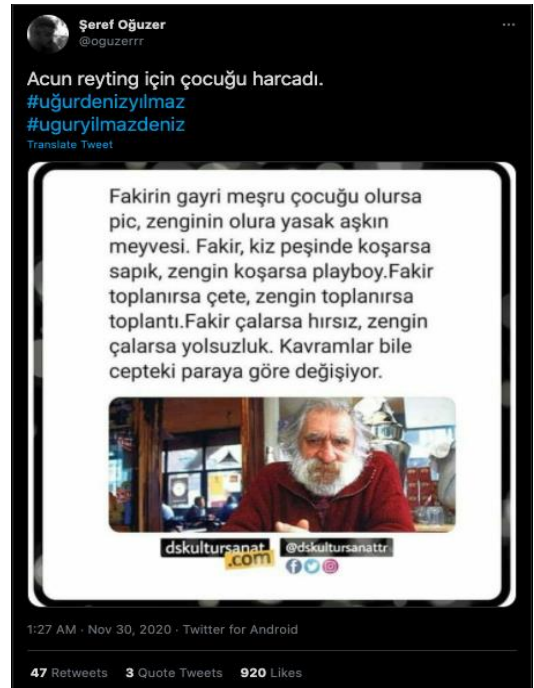 Şeref Oğuzer
@oguzerrr
Acun reyting için çocuğu harcadı.
#uğurdenizyılmaz
#uguryilmazdeniz
Translate Tweet
Fakirin gayri meşru çocuğu olursa
pic, zenginin olura yasak aşkın
meyvesi. Fakir, kiz peşinde koşarsa
sapık, zengin koşarsa playboy.Fakir
toplanırsa çete, zengin toplanırsa
toplantı.Fakir çalarsa hırsız, zengin
çalarsa yolsuzluk. Kavramlar bile
cepteki paraya göre değişiyor.
dskultursanat @dskultursanattr
.com
1:27 AM · Nov 30, 2020 · Twitter for Android
47 Retweets 3 Quote Tweets 920 Likes